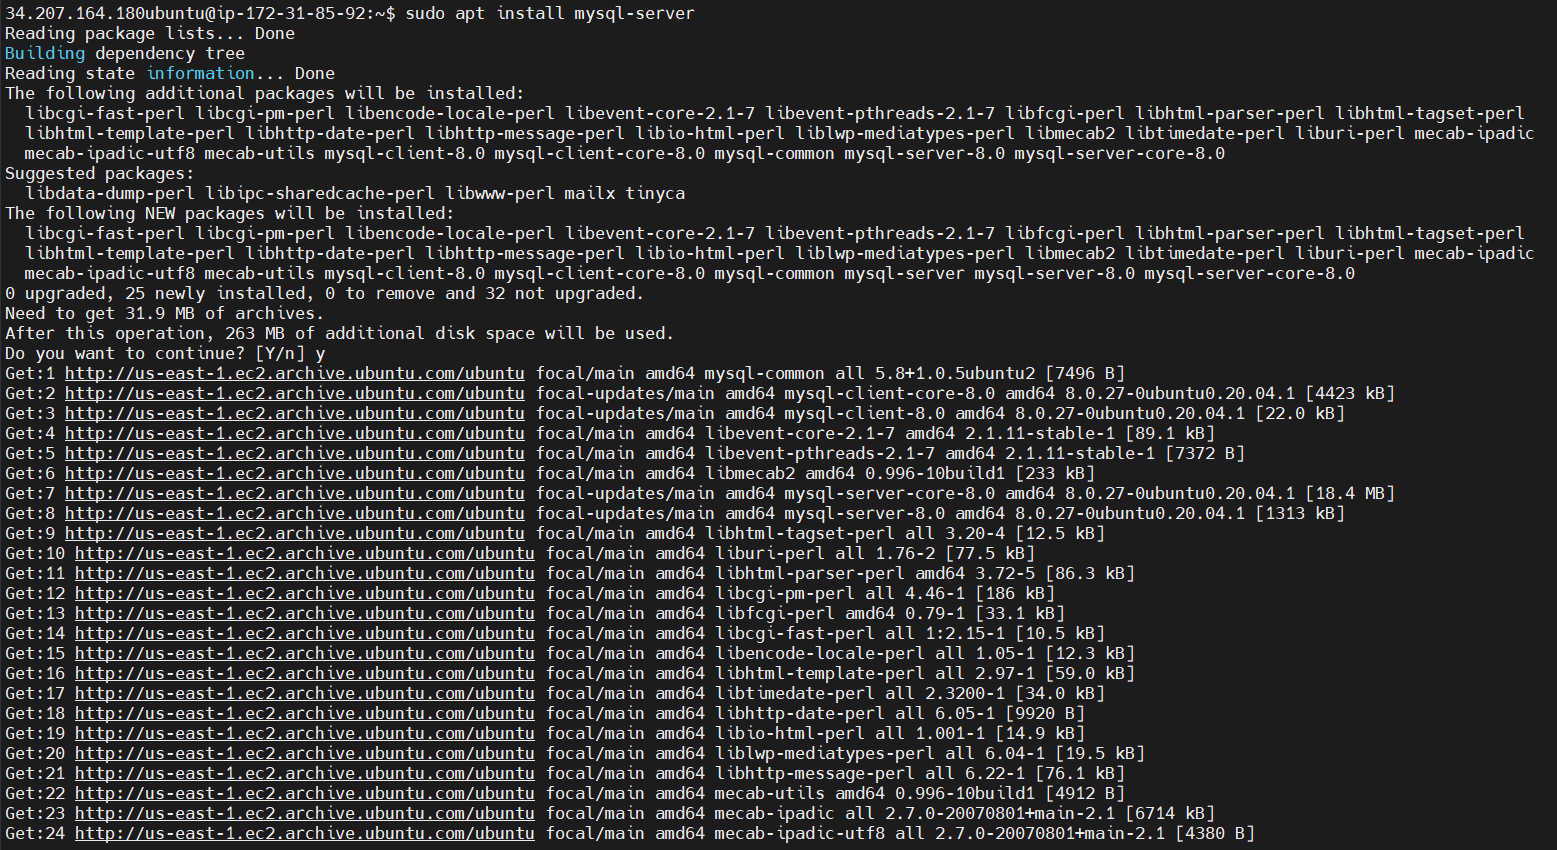 34.207.164.180ubuntu@ip-172-31-85-92:~$ sudo apt install mysql-server
Reading package lists... Done
Building dependency tree
Reading state information... Done
The following additional packages will be installed:
  libcgi-fast-perl libcgi-pm-perl libencode-locale-perl libevent-core-2.1-7 libevent-pthreads-2.1-7 libfcgi-perl libhtml-parser-perl libhtml-tagset-perl
  libhtml-template-perl libhttp-date-perl libhttp-message-perl libio-html-perl liblwp-mediatypes-perl libmecab2 libtimedate-perl liburi-perl mecab-ipadic
  mecab-ipadic-utf8 mecab-utils mysql-client-8.0 mysql-client-core-8.0 mysql-common mysql-server-8.0 mysql-server-core-8.0
Suggested packages:
  libdata-dump-perl libipc-sharedcache-perl libwww-perl mailx tinyca
The following NEW packages will be installed:
  libcgi-fast-perl libcgi-pm-perl libencode-locale-perl libevent-core-2.1-7 libevent-pthreads-2.1-7 libfcgi-perl libhtml-parser-perl libhtml-tagset-perl
  libhtml-template-perl libhttp-date-perl libhttp-message-perl libio-html-perl liblwp-mediatypes-perl libmecab2 libtimedate-perl liburi-perl mecab-ipadic
  mecab-ipadic-utf8 mecab-utils mysql-client-8.0 mysql-client-core-8.0 mysql-common mysql-server mysql-server-8.0 mysql-server-core-8.0
0 upgraded, 25 newly installed, 0 to remove and 32 not upgraded.
Need to get 31.9 MB of archives.
After this operation, 263 MB of additional disk space will be used.
Do you want to continue? [Y/n] y
Get:1 http://us-east-1.ec2.archive.ubuntu.com/ubuntu focal/main amd64 mysql-common all 5.8+1.0.5ubuntu2 [7496 B]
Get:2 http://us-east-1.ec2.archive.ubuntu.com/ubuntu focal-updates/main amd64 mysql-client-core-8.0 amd64 8.0.27-0ubuntu0.20.04.1 [4423 kB]
Get:3 http://us-east-1.ec2.archive.ubuntu.com/ubuntu focal-updates/main amd64 mysql-client-8.0 amd64 8.0.27-0ubuntu0.20.04.1 [22.0 kB]
Get:4 http://us-east-1.ec2.archive.ubuntu.com/ubuntu focal/main amd64 libevent-core-2.1-7 amd64 2.1.11-stable-1 [89.1 kB]
Get:5 http://us-east-1.ec2.archive.ubuntu.com/ubuntu focal/main amd64 libevent-pthreads-2.1-7 amd64 2.1.11-stable-1 [7372 B]
Get:6 http://us-east-1.ec2.archive.ubuntu.com/ubuntu focal/main amd64 libmecab2 amd64 0.996-10build1 [233 kB]
Get:7 http://us-east-1.ec2.archive.ubuntu.com/ubuntu focal-updates/main amd64 mysql-server-core-8.0 amd64 8.0.27-0ubuntu0.20.04.1 [18.4 MB]
Get:8 http://us-east-1.ec2.archive.ubuntu.com/ubuntu focal-updates/main amd64 mysql-server-8.0 amd64 8.0.27-0ubuntu0.20.04.1 [1313 kB]
Get:9 http://us-east-1.ec2.archive.ubuntu.com/ubuntu focal/main amd64 libhtml-tagset-perl all 3.20-4 [12.5 kB]
Get:10 http://us-east-1.ec2.archive.ubuntu.com/ubuntu focal/main amd64 liburi-perl all 1.76-2 [77.5 kB]
Get:11 http://us-east-1.ec2.archive.ubuntu.com/ubuntu focal/main amd64 libhtml-parser-perl amd64 3.72-5 [86.3 kB]
Get:12 http://us-east-1.ec2.archive.ubuntu.com/ubuntu focal/main amd64 libcgi-pm-perl all 4.46-1 [186 kB]
Get:13 http://us-east-1.ec2.archive.ubuntu.com/ubuntu focal/main amd64 libfcgi-perl amd64 0.79-1 [33.1 kB]
Get:14 http://us-east-1.ec2.archive.ubuntu.com/ubuntu focal/main amd64 libcgi-fast-perl all 1:2.15-1 [10.5 kB]
Get:15 http://us-east-1.ec2.archive.ubuntu.com/ubuntu focal/main amd64 libencode-locale-perl all 1.05-1 [12.3 kB]
Get:16 http://us-east-1.ec2.archive.ubuntu.com/ubuntu focal/main amd64 libhtml-template-perl all 2.97-1 [59.0 kB]
Get:17 http://us-east-1.ec2.archive.ubuntu.com/ubuntu focal/main amd64 libtimedate-perl all 2.3200-1 [34.0 kB]
Get:18 http://us-east-1.ec2.archive.ubuntu.com/ubuntu focal/main amd64 libhttp-date-perl all 6.05-1 [9920 B]
Get:19 http://us-east-1.ec2.archive.ubuntu.com/ubuntu focal/main amd64 libio-html-perl all 1.001-1 [14.9 kB]
Get:20 http://us-east-1.ec2.archive.ubuntu.com/ubuntu focal/main amd64 liblwp-mediatypes-perl all 6.04-1 [19.5 kB]
Get:21 http://us-east-1.ec2.archive.ubuntu.com/ubuntu focal/main amd64 libhttp-message-perl all 6.22-1 [76.1 kB]
Get:22 http://us-east-1.ec2.archive.ubuntu.com/ubuntu focal/main amd64 mecab-utils amd64 0.996-10build1 [4912 B]
Get:23 http://us-east-1.ec2.archive.ubuntu.com/ubuntu focal/main amd64 mecab-ipadic all 2.7.0-20070801+main-2.1 [6714 kB]
Get:24 http://us-east-1.ec2.archive.ubuntu.com/ubuntu focal/main amd64 mecab-ipadic-utf8 all 2.7.0-20070801+main-2.1 [4380 B]